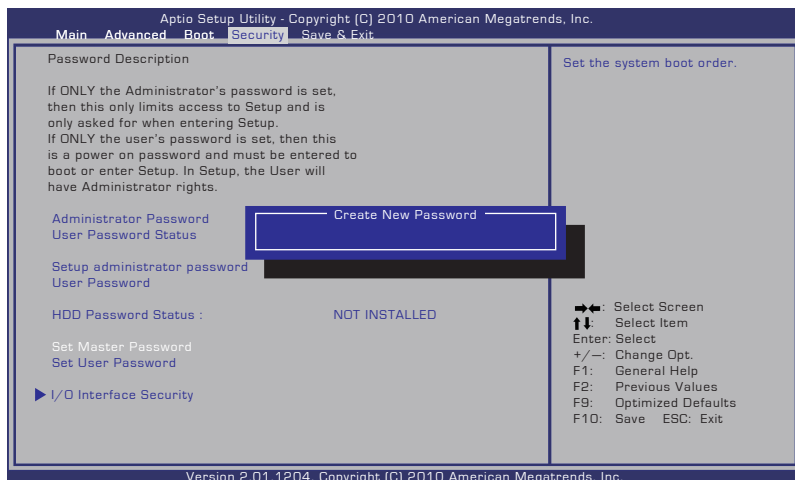 Aptio Setup Utility - Copyright (C) 2010 American Megatrends, Inc.
Main Advanced Boot Security Save & Exit
Password Description
If ONLY the Administrator's password is set,
then this only limits access to Setup and is
only asked for when entering Setup.
If ONLY the user's password is set, then this
is a power on password and must be entered to
boot or enter Setup. In Setup, the User will
have Administrator rights.
Administrator Password
User Password Status
Create New Password
Setup administrator password
User Password
HDD Password Status : NOT INSTALLED
Set Master Password
Set User Password
I/O Interface Security
Set the system boot order.
→←: Select Screen
↑↓: Select Item
Enter: Select
+/—: Change Opt.
F1: General Help
F2: Previous Values
F9: Optimized Defaults
F10: Save ESC: Exit
Version 2.01.1204. Copyright (C) 2010 American Megatrends, Inc.